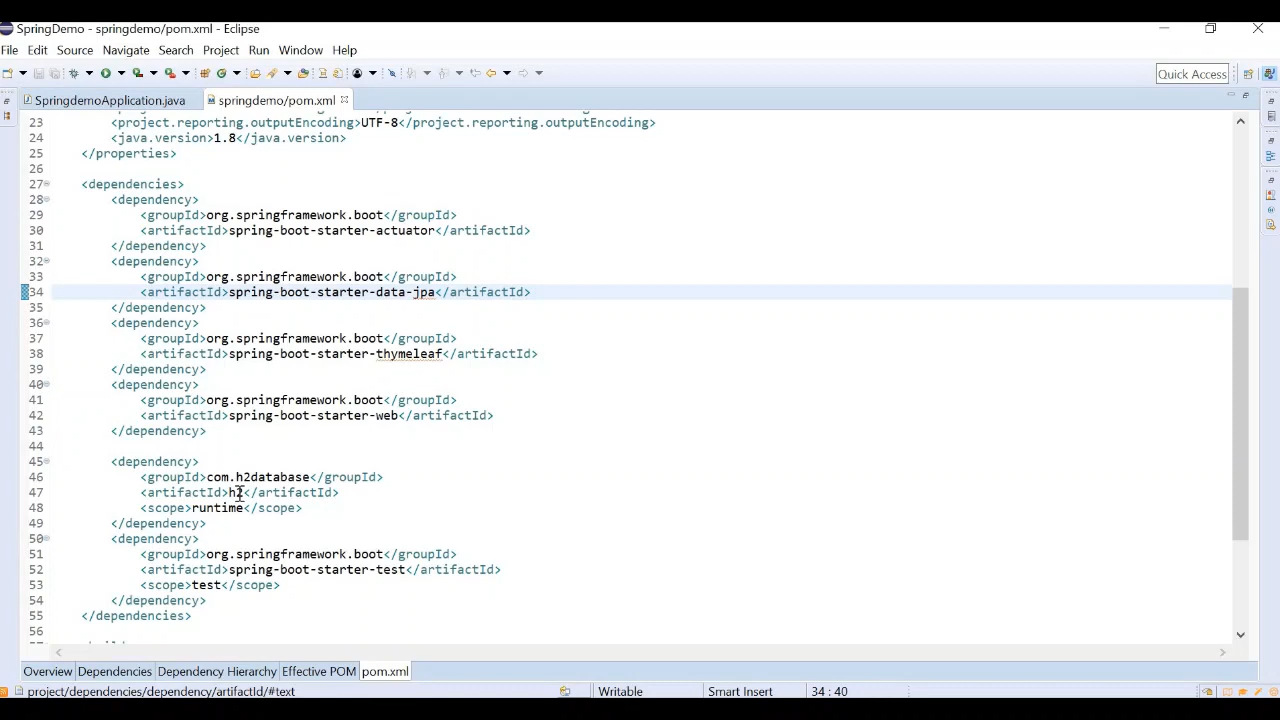 SpringDemo - springdemo/pom.xml - Eclipse
File Edit Source Navigate Search Project Run Window Help
Quick Access
SpringdemoApplication.java springdemo/pom.xml
23 <project.reporting.outputEncoding>UTF-8</project.reporting.outputEncoding>
24 <java.version>1.8</java.version>
25 </properties>
26
27 <dependencies>
28 <dependency>
29 <groupId>org.springframework.boot</groupId>
30 <artifactId>spring-boot-starter-actuator</artifactId>
31 </dependency>
32 <dependency>
33 <groupId>org.springframework.boot</groupId>
34 <artifactId>spring-boot-starter-data-jpa</artifactId>
35 </dependency>
36 <dependency>
37 <groupId>org.springframework.boot</groupId>
38 <artifactId>spring-boot-starter-thymeleaf</artifactId>
39 </dependency>
40 <dependency>
41 <groupId>org.springframework.boot</groupId>
42 <artifactId>spring-boot-starter-web</artifactId>
43 </dependency>
44
45 <dependency>
46 <groupId>com.h2database</groupId>
47 <artifactId>h2</artifactId>
48 <scope>runtime</scope>
49 </dependency>
50 <dependency>
51 <groupId>org.springframework.boot</groupId>
52 <artifactId>spring-boot-starter-test</artifactId>
53 <scope>test</scope>
54 </dependency>
55 </dependencies>
56
Overview Dependencies Dependency Hierarchy Effective POM pom.xml
project/dependencies/dependency/artifactId/#text Writable Smart Insert 34 : 40